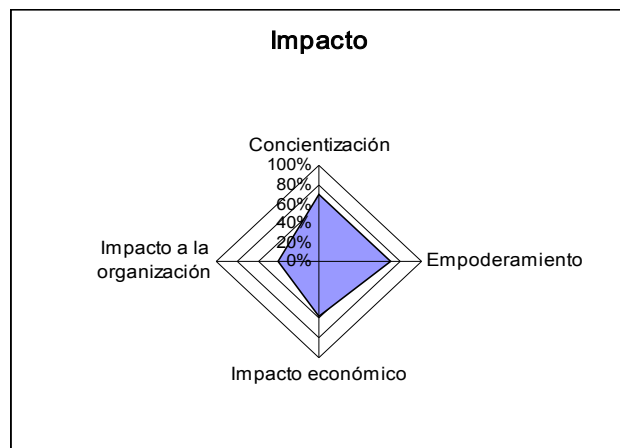 Impacto
Concientización
100%
80%
60%
40%
20%
0%
Impacto a la
organización
Empoderamiento
Impacto económico